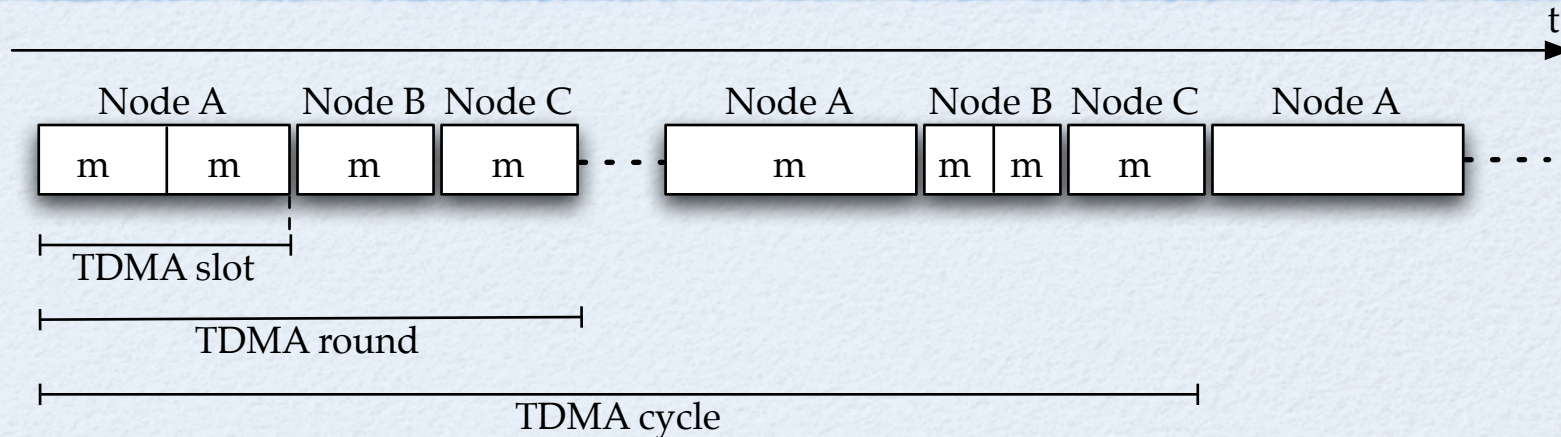 t
Node A Node B Node C Node A Node B Node C Node A
m m m m m m m m
TDMA slot
TDMA round
TDMA cycle